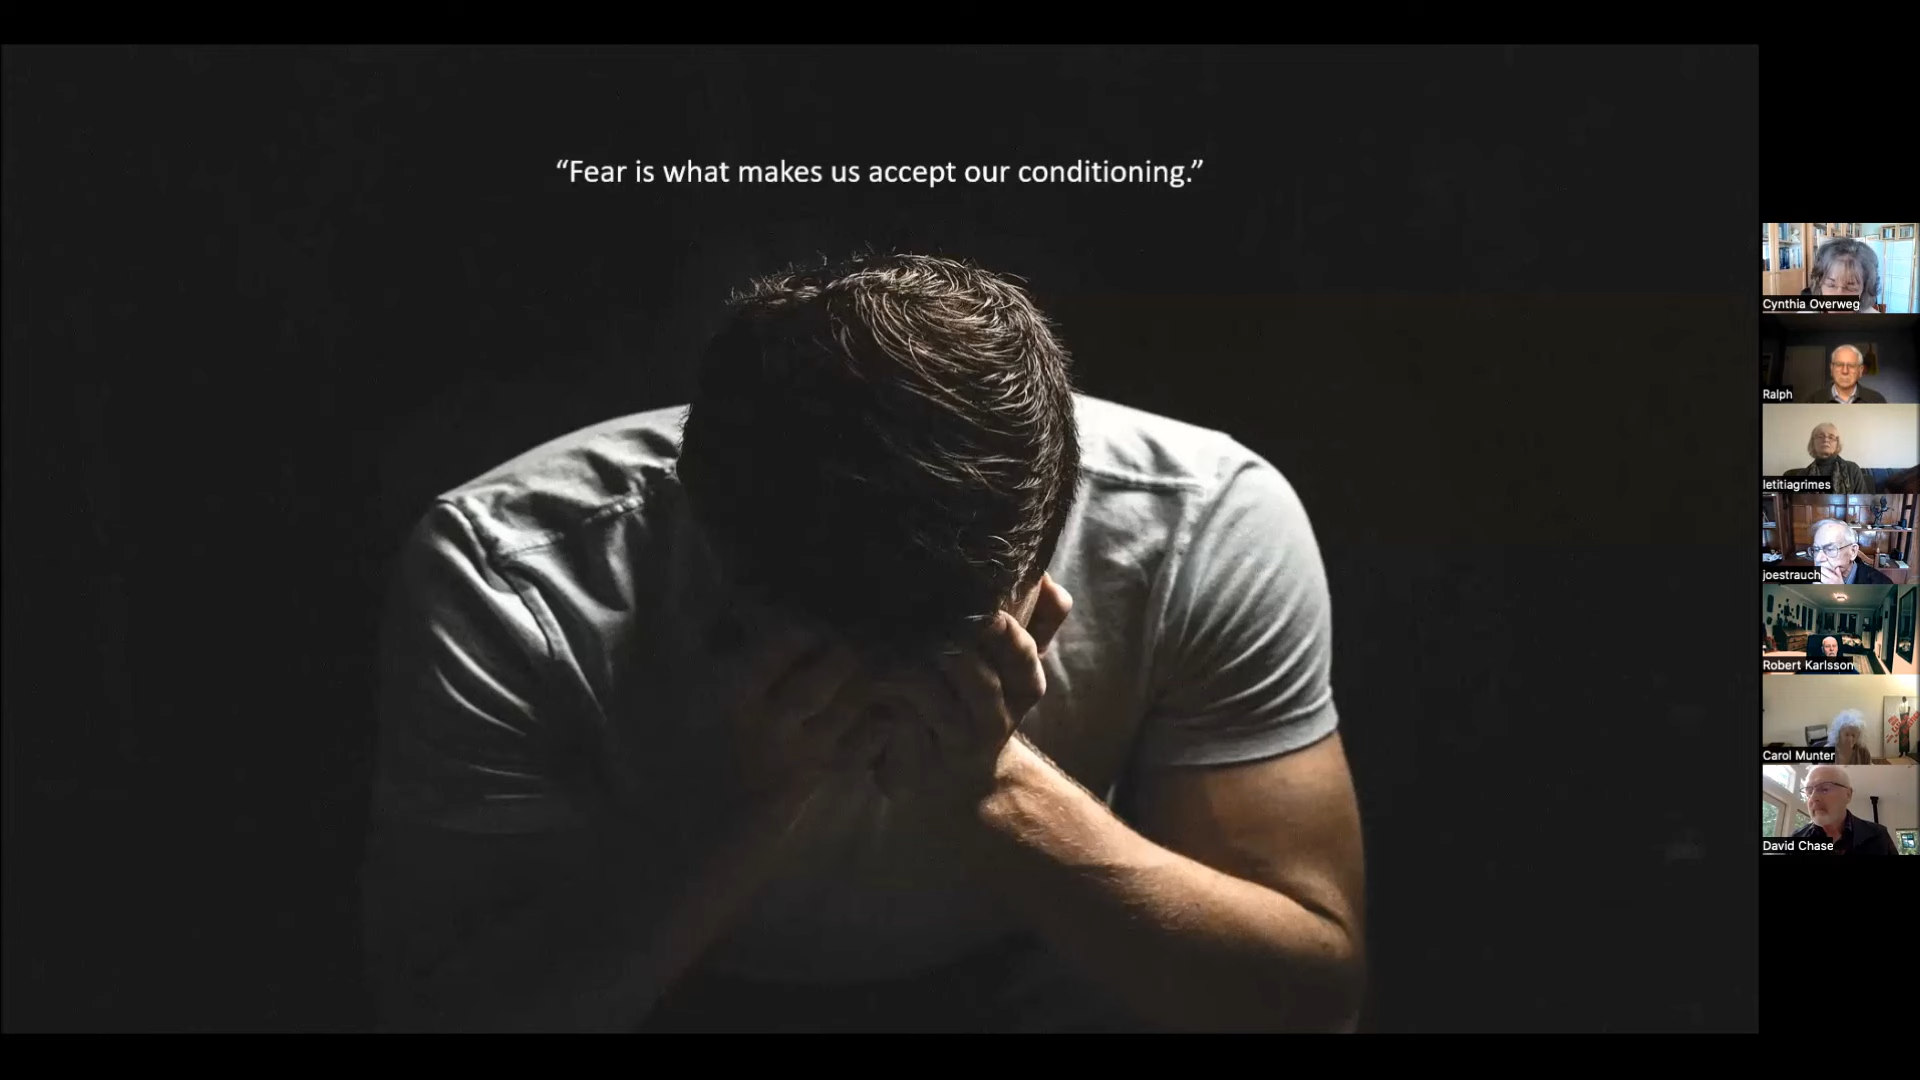 “Fear is what makes us accept our conditioning.”
Cynthia Overweg
Ralph
letitiagrimes
joestrauch
Robert Karlsson
Carol Munter
David Chase